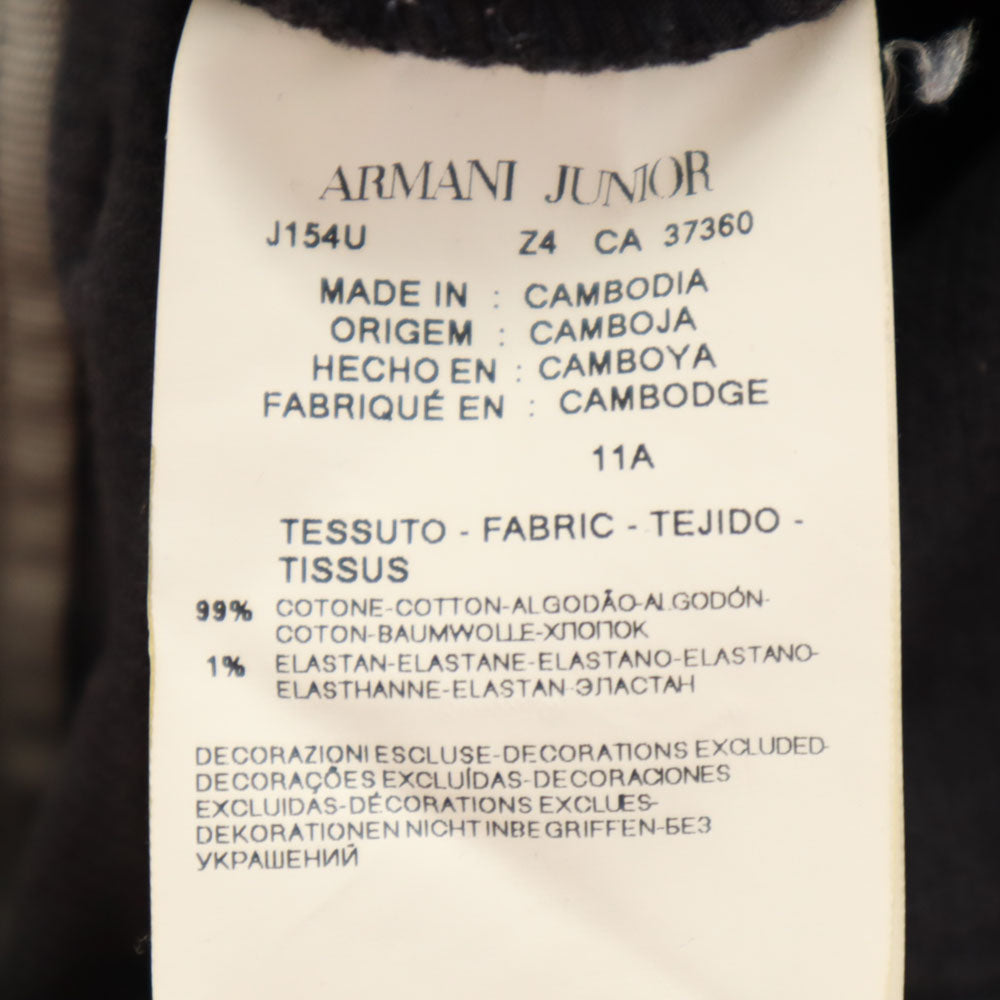 ARMANI JUNIOR
J154U Z4 CA 37360
MADE IN : CAMBODIA
ORIGEM : CAMBOJA
HECHO EN : CAMBOYA
FABRIQUÉ EN : CAMBODGE
11A
TESSUTO - FABRIC - TEJIDO -
TISSUS
99% COTONE-COTTON-ALGODÃO-ALGODÓN-
COTON-BAUMWOLLE-ХЛОПОК
1% ELASTAN-ELASTANE-ELASTANO-ELASTANO-
ELASTHANNE-ELASTAN-ЭЛАСТАН
DECORAZIONI ESCLUSE-DECORATIONS EXCLUDED-
DECORAÇÕES EXCLUÍDAS-DECORACIONES
EXCLUIDAS-DÉCORATIONS EXCLUES-
DEKORATIONEN NICHT INBEGRIFFEN-БЕЗ
УКРАШЕНИЙ